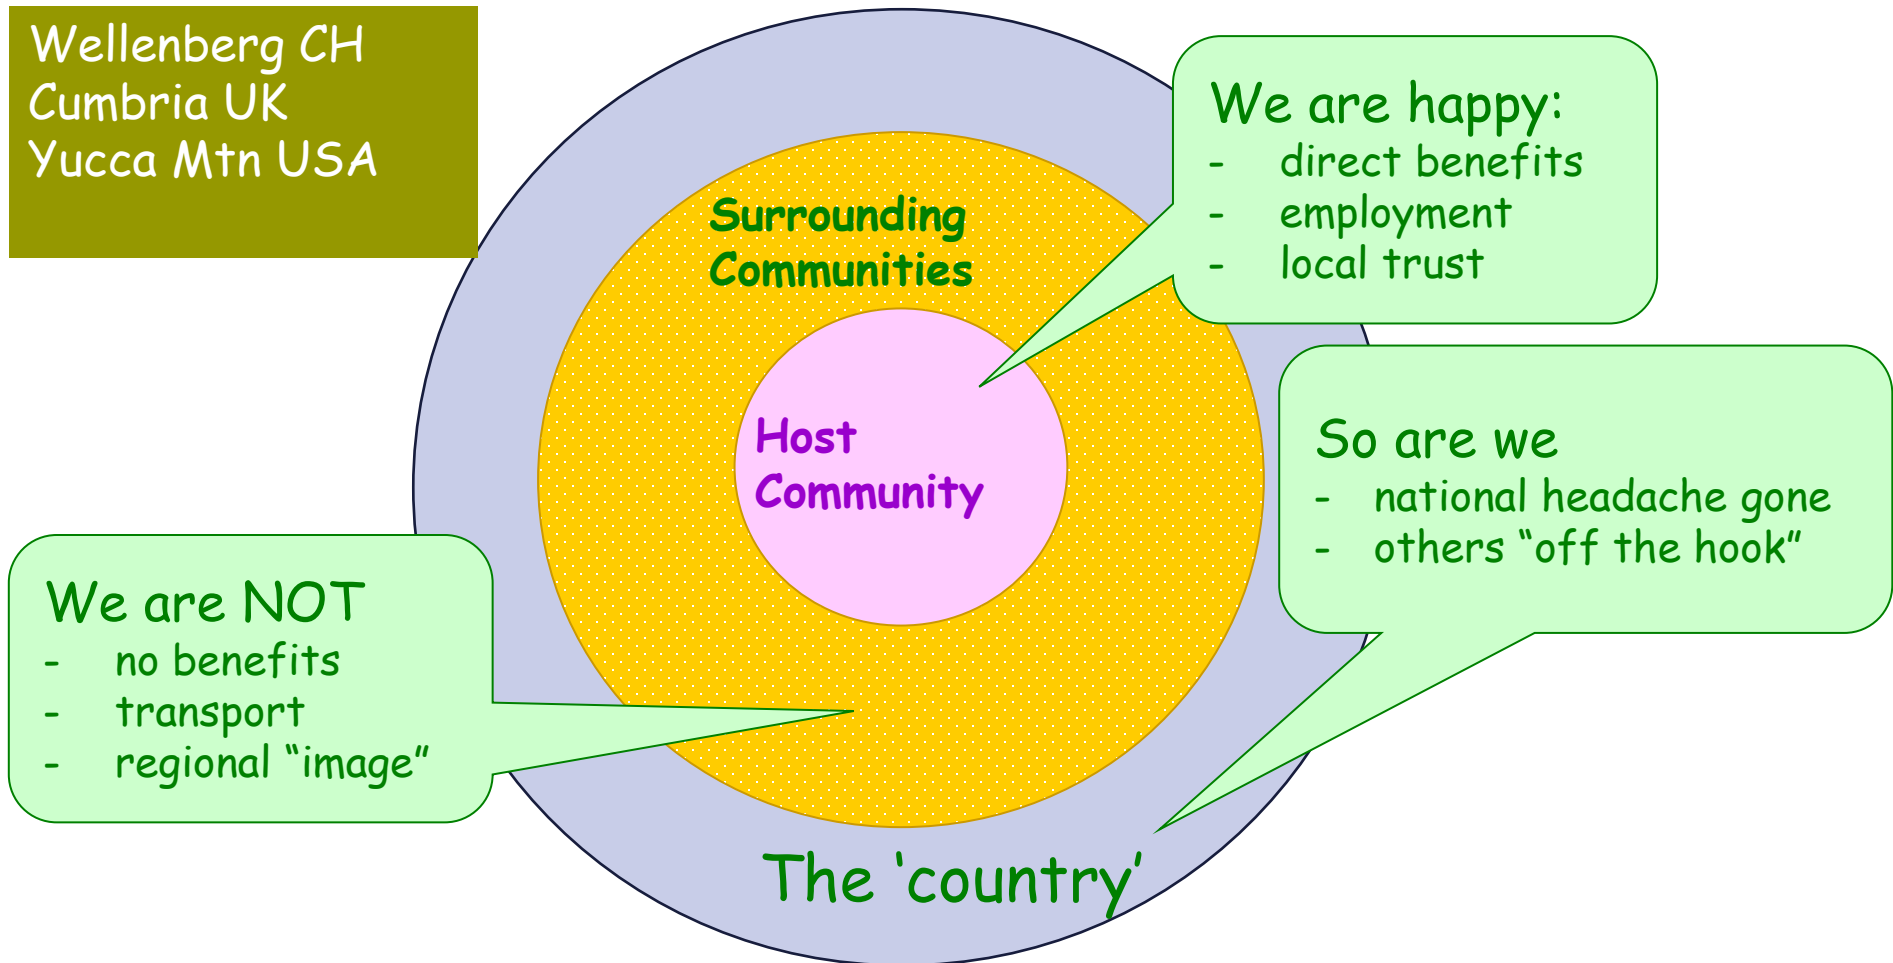 Wellenberg CH
Cumbria UK
Yucca Mtn USA
We are happy:
- direct benefits
- employment
- local trust
Surrounding
Communities
Host
Community
So are we
- national headache gone
- others “off the hook”
We are NOT
- no benefits
- transport
- regional “image”
The ‘country’